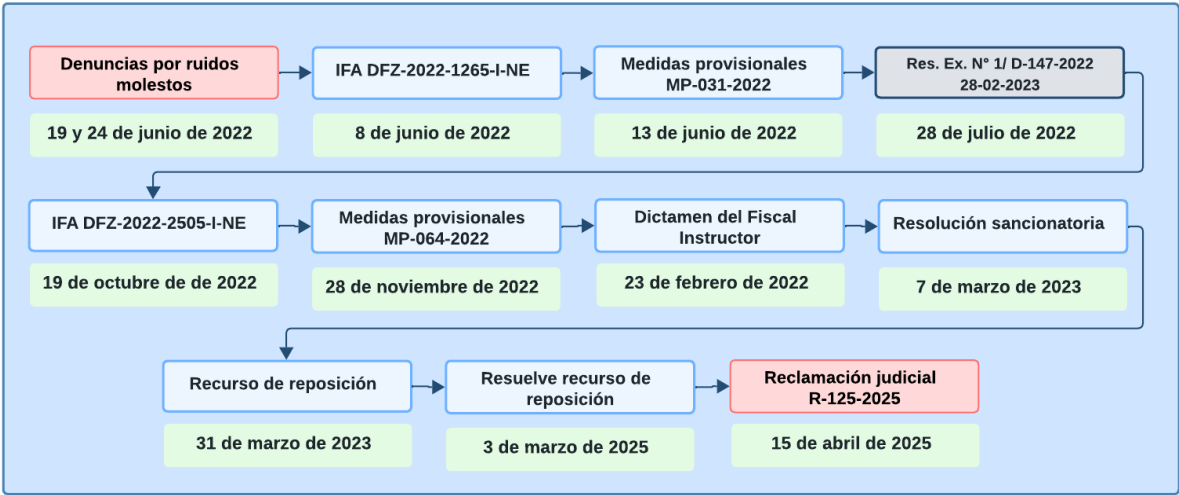 Denuncias por ruidos
molestos
19 y 24 de junio de 2022
IFA DFZ-2022-1265-I-NE
8 de junio de 2022
Medidas provisionales
MP-031-2022
13 de junio de 2022
Res. Ex. N° 1/ D-147-2022
28-02-2023
28 de julio de 2022
IFA DFZ-2022-2505-I-NE
19 de octubre de de 2022
Medidas provisionales
MP-064-2022
28 de noviembre de 2022
Dictamen del Fiscal
Instructor
23 de febrero de 2022
Resolución sancionatoria
7 de marzo de 2023
Recurso de reposición
31 de marzo de 2023
Resuelve recurso de
reposición
3 de marzo de 2025
Reclamación judicial
R-125-2025
15 de abril de 2025